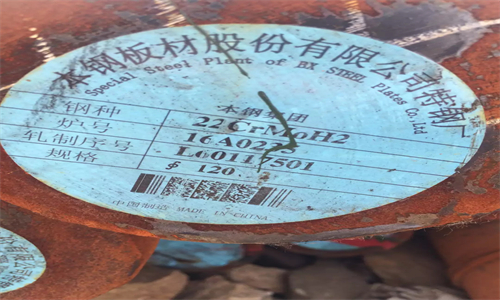 本钢板材股份有限公司特钢厂
Special Steel Plant of BX STEEL Plates Co,Ltd
本钢集团
钢种 22CrMoH2
炉号 16A02
轧制序号 L60117501
规格 $ 120
中国制造 MADE IN CHINA